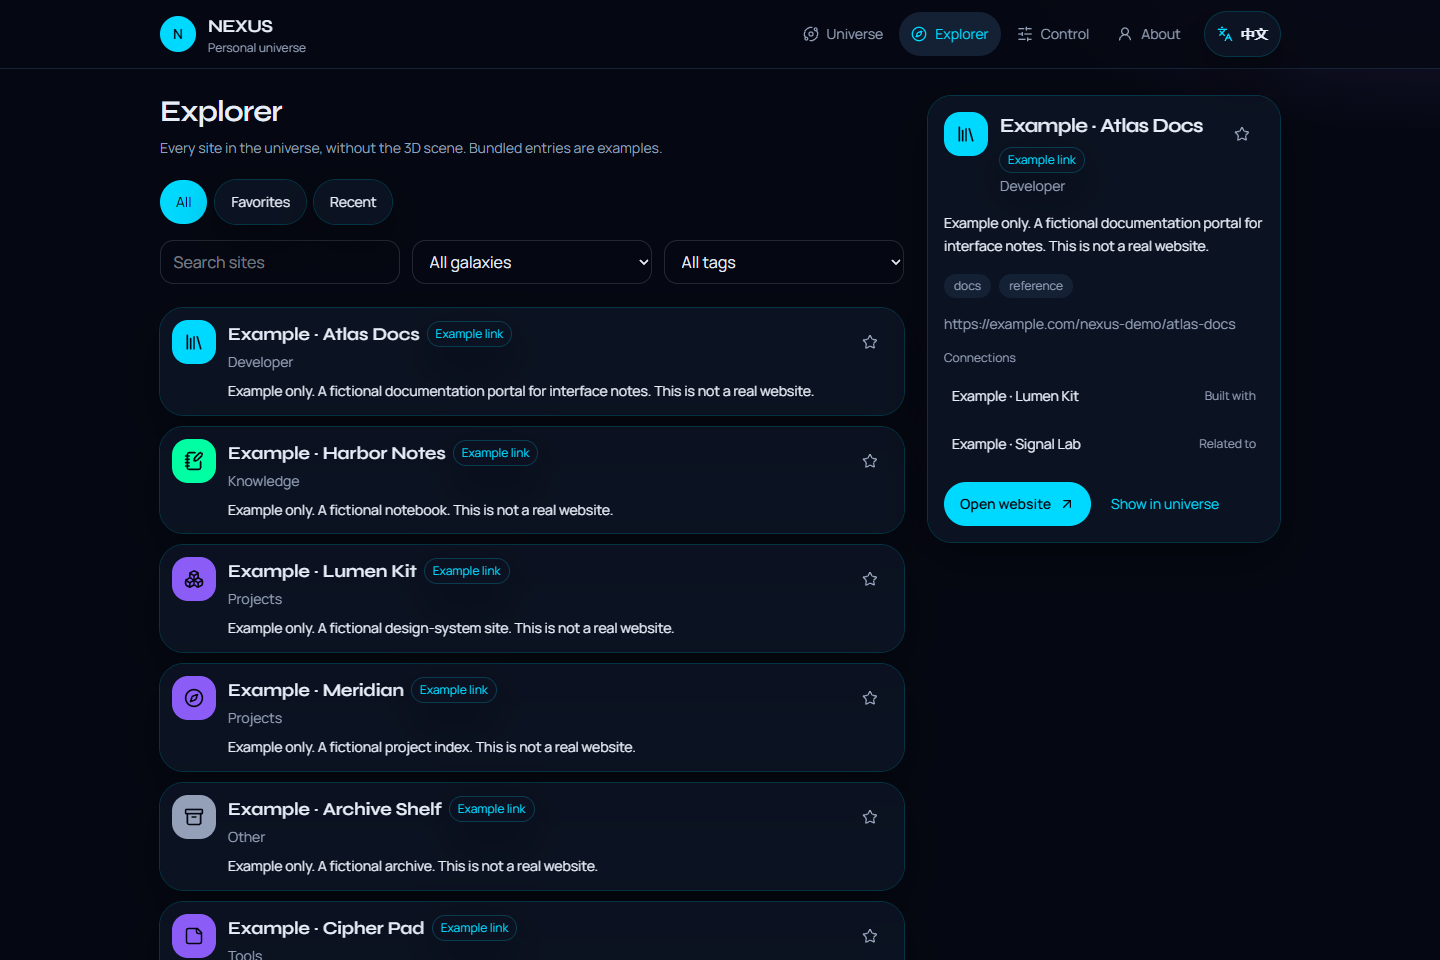 N
NEXUS
Personal universe
Universe
Explorer
Control
About
中文
Explorer
Every site in the universe, without the 3D scene. Bundled entries are examples.
All
Favorites
Recent
Search sites
All galaxies
All tags
Example · Atlas Docs
Example link
Developer
Example only. A fictional documentation portal for interface notes. This is not a real website.
Example · Harbor Notes
Example link
Knowledge
Example only. A fictional notebook. This is not a real website.
Example · Lumen Kit
Example link
Projects
Example only. A fictional design-system site. This is not a real website.
Example · Meridian
Example link
Projects
Example only. A fictional project index. This is not a real website.
Example · Archive Shelf
Example link
Other
Example only. A fictional archive. This is not a real website.
Example · Cipher Pad
Example link
Tools
Example · Atlas Docs
Example link
Developer
Example only. A fictional documentation portal for
interface notes. This is not a real website.
docs
reference
https://example.com/nexus-demo/atlas-docs
Connections
Example · Lumen Kit
Built with
Example · Signal Lab
Related to
Open website
Show in universe